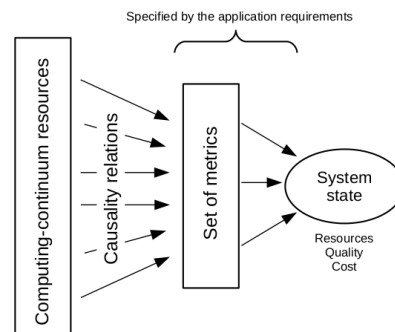 Specified by the application requirements
Computing-continuum resources
Causality relations
Set of metrics
System
state
Resources
Quality
Cost